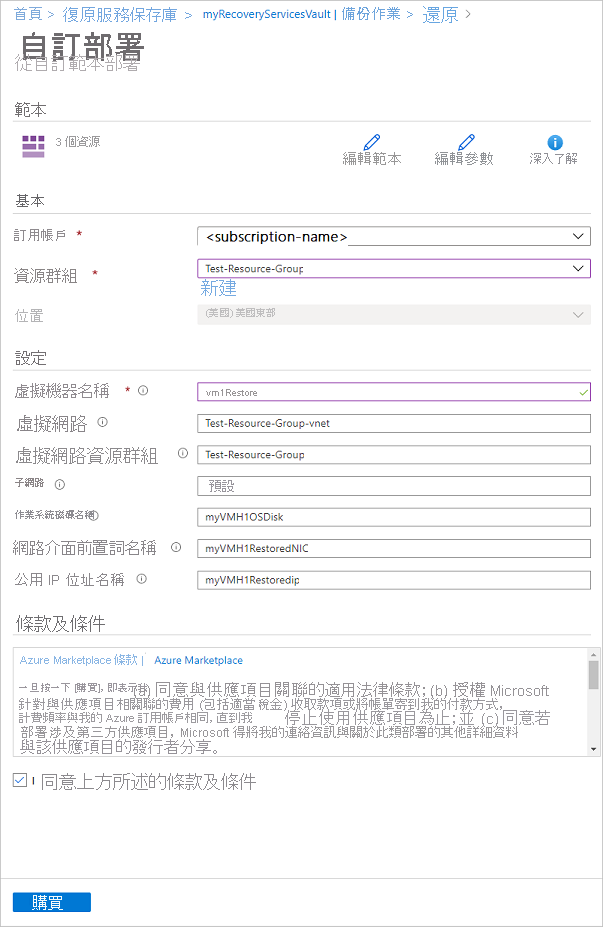 首頁 > 復原服務保存庫 > myRecoveryServicesVault | 備份作業 > 還原 >
自訂部署
從自訂範本部署
範本
3 個資源
編輯範本 編輯參數 深入了解
基本
訂用帳戶 * <subscription-name>
資源群組 * Test-Resource-Group
新建
位置 (美國) 美國東部
設定
虛擬機器名稱 * vm1Restore
虛擬網路 Test-Resource-Group-vnet
虛擬網路資源群組 Test-Resource-Group
子網路 預設
作業系統磁碟名稱 myVMH1OSDisk
網路介面前置詞名稱 myVMH1RestoredNIC
公用 IP 位址名稱 myVMH1Restoredip
條款及條件
Azure Marketplace 條款 | Azure Marketplace
一旦按一下 [購買], 即表示我 (a) 同意與供應項目關聯的適用法律條款; (b) 授權 Microsoft
針對與供應項目相關聯的費用 (包括適當稅金) 收取款項或將帳單寄到我的付款方式,
計費頻率與我的 Azure 訂用帳戶相同, 直到我 停止使用供應項目為止; 並 (c) 同意若
部署涉及第三方供應項目, Microsoft 得將我的連絡資訊與關於此類部署的其他詳細資料
與該供應項目的發行者分享。
I 同意上方所述的條款及條件
購買